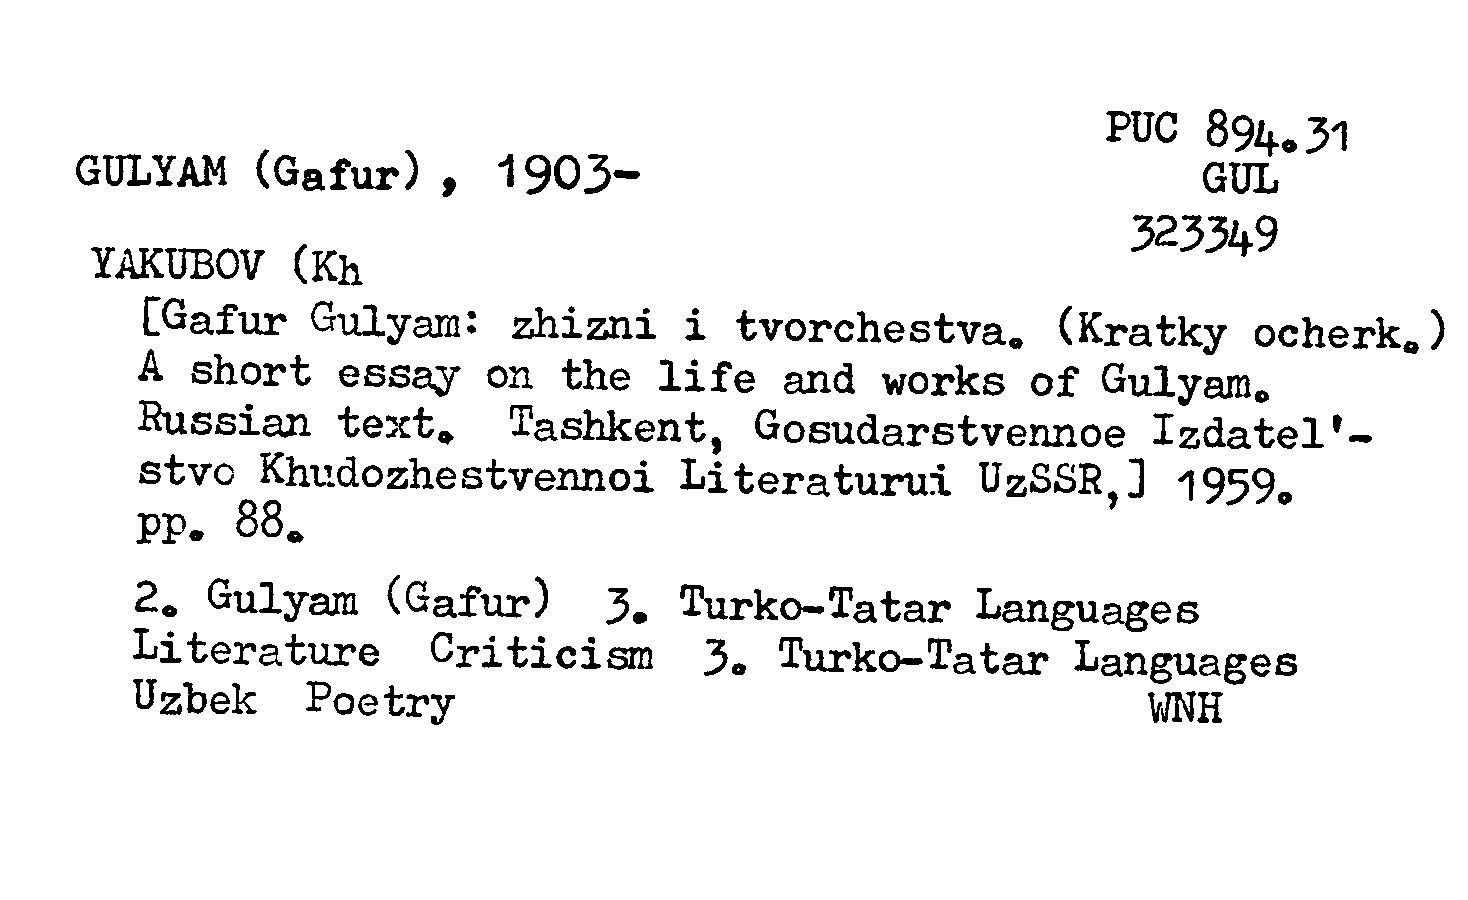 PUC 894.31
GULYAM (Gafur), 1903-
GUL
323349
YAKUBOV (Kh
[Gafur Gulyam: zhizni i tvorchestva. (Kratky ocherk.)
A short essay on the life and works of Gulyam.
Russian text. Tashkent, Gosudarstvennoe Izdatel'-
stvo Khudozhestvennoi Literaturui UzSSR,] 1959.
pp. 88.
2. Gulyam (Gafur) 3. Turko-Tatar Languages
Literature Criticism 3. Turko-Tatar Languages
Uzbek Poetry WNH